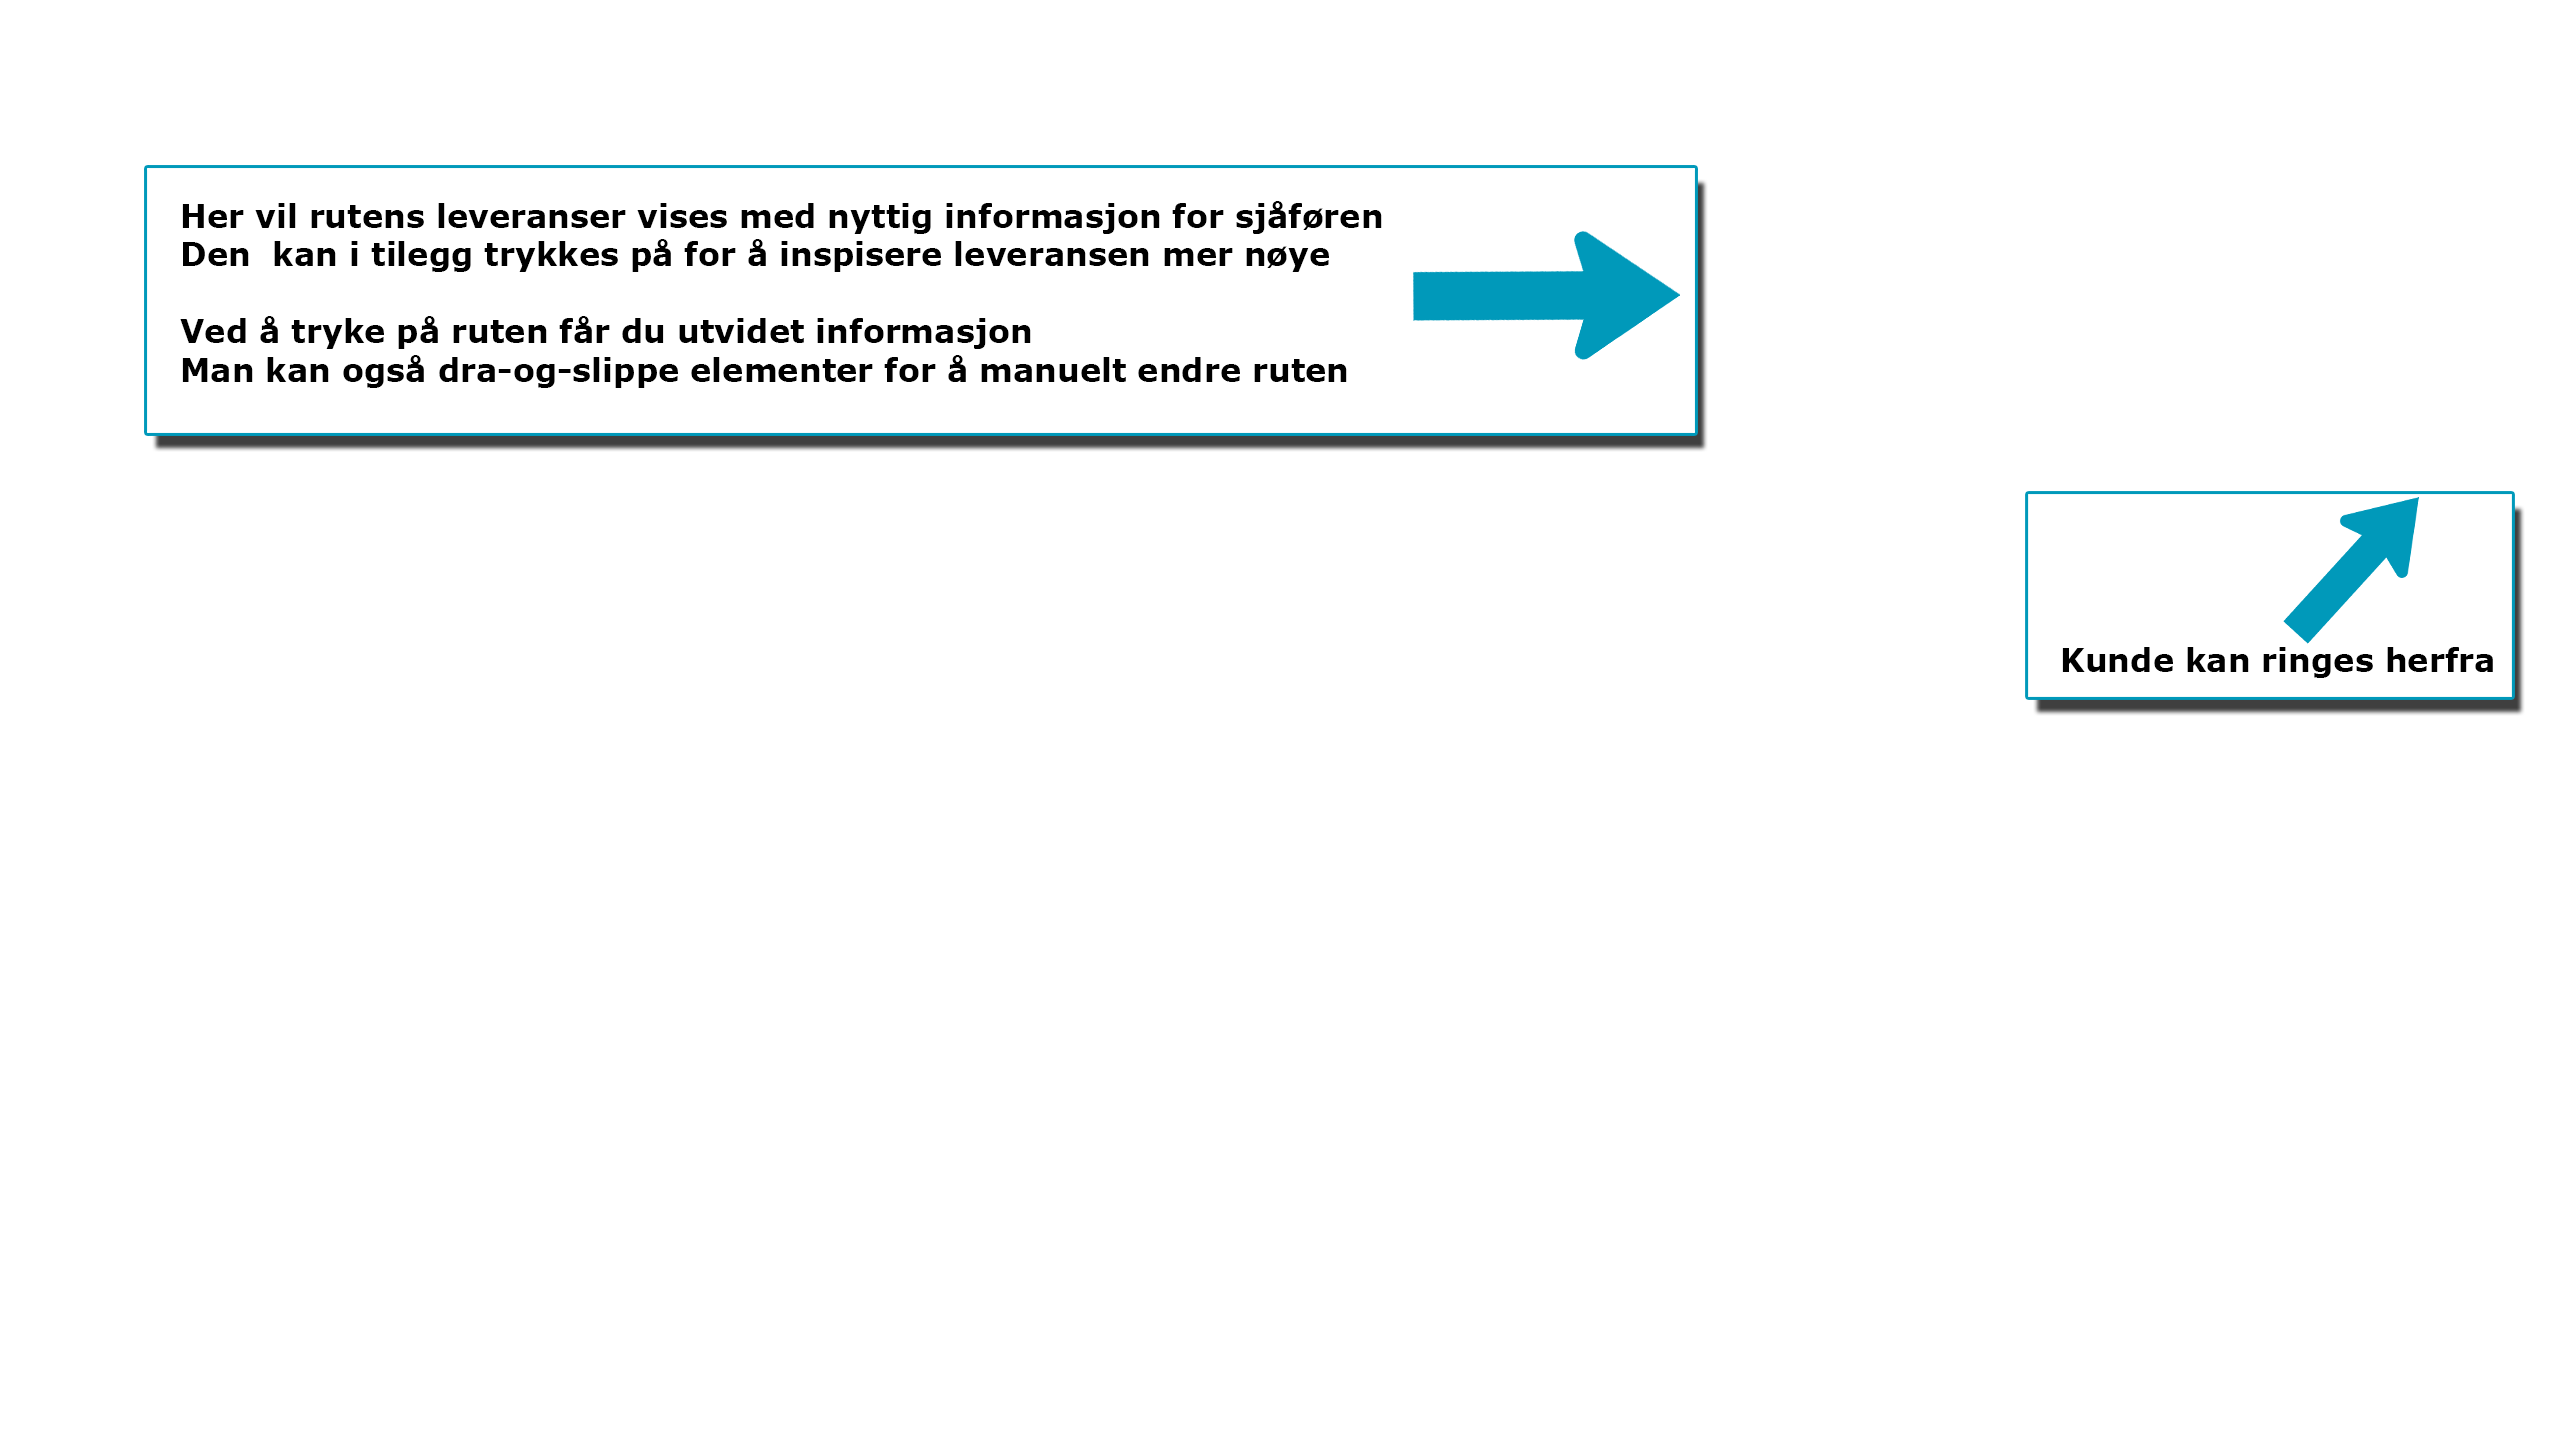 Her vil rutens leveranser vises med nyttig informasjon for sjåføren
Den  kan i tilegg trykkes på for å inspisere leveransen mer nøye
Ved å tryke på ruten får du utvidet informasjon
Man kan også dra-og-slippe elementer for å manuelt endre ruten
Kunde kan ringes herfra